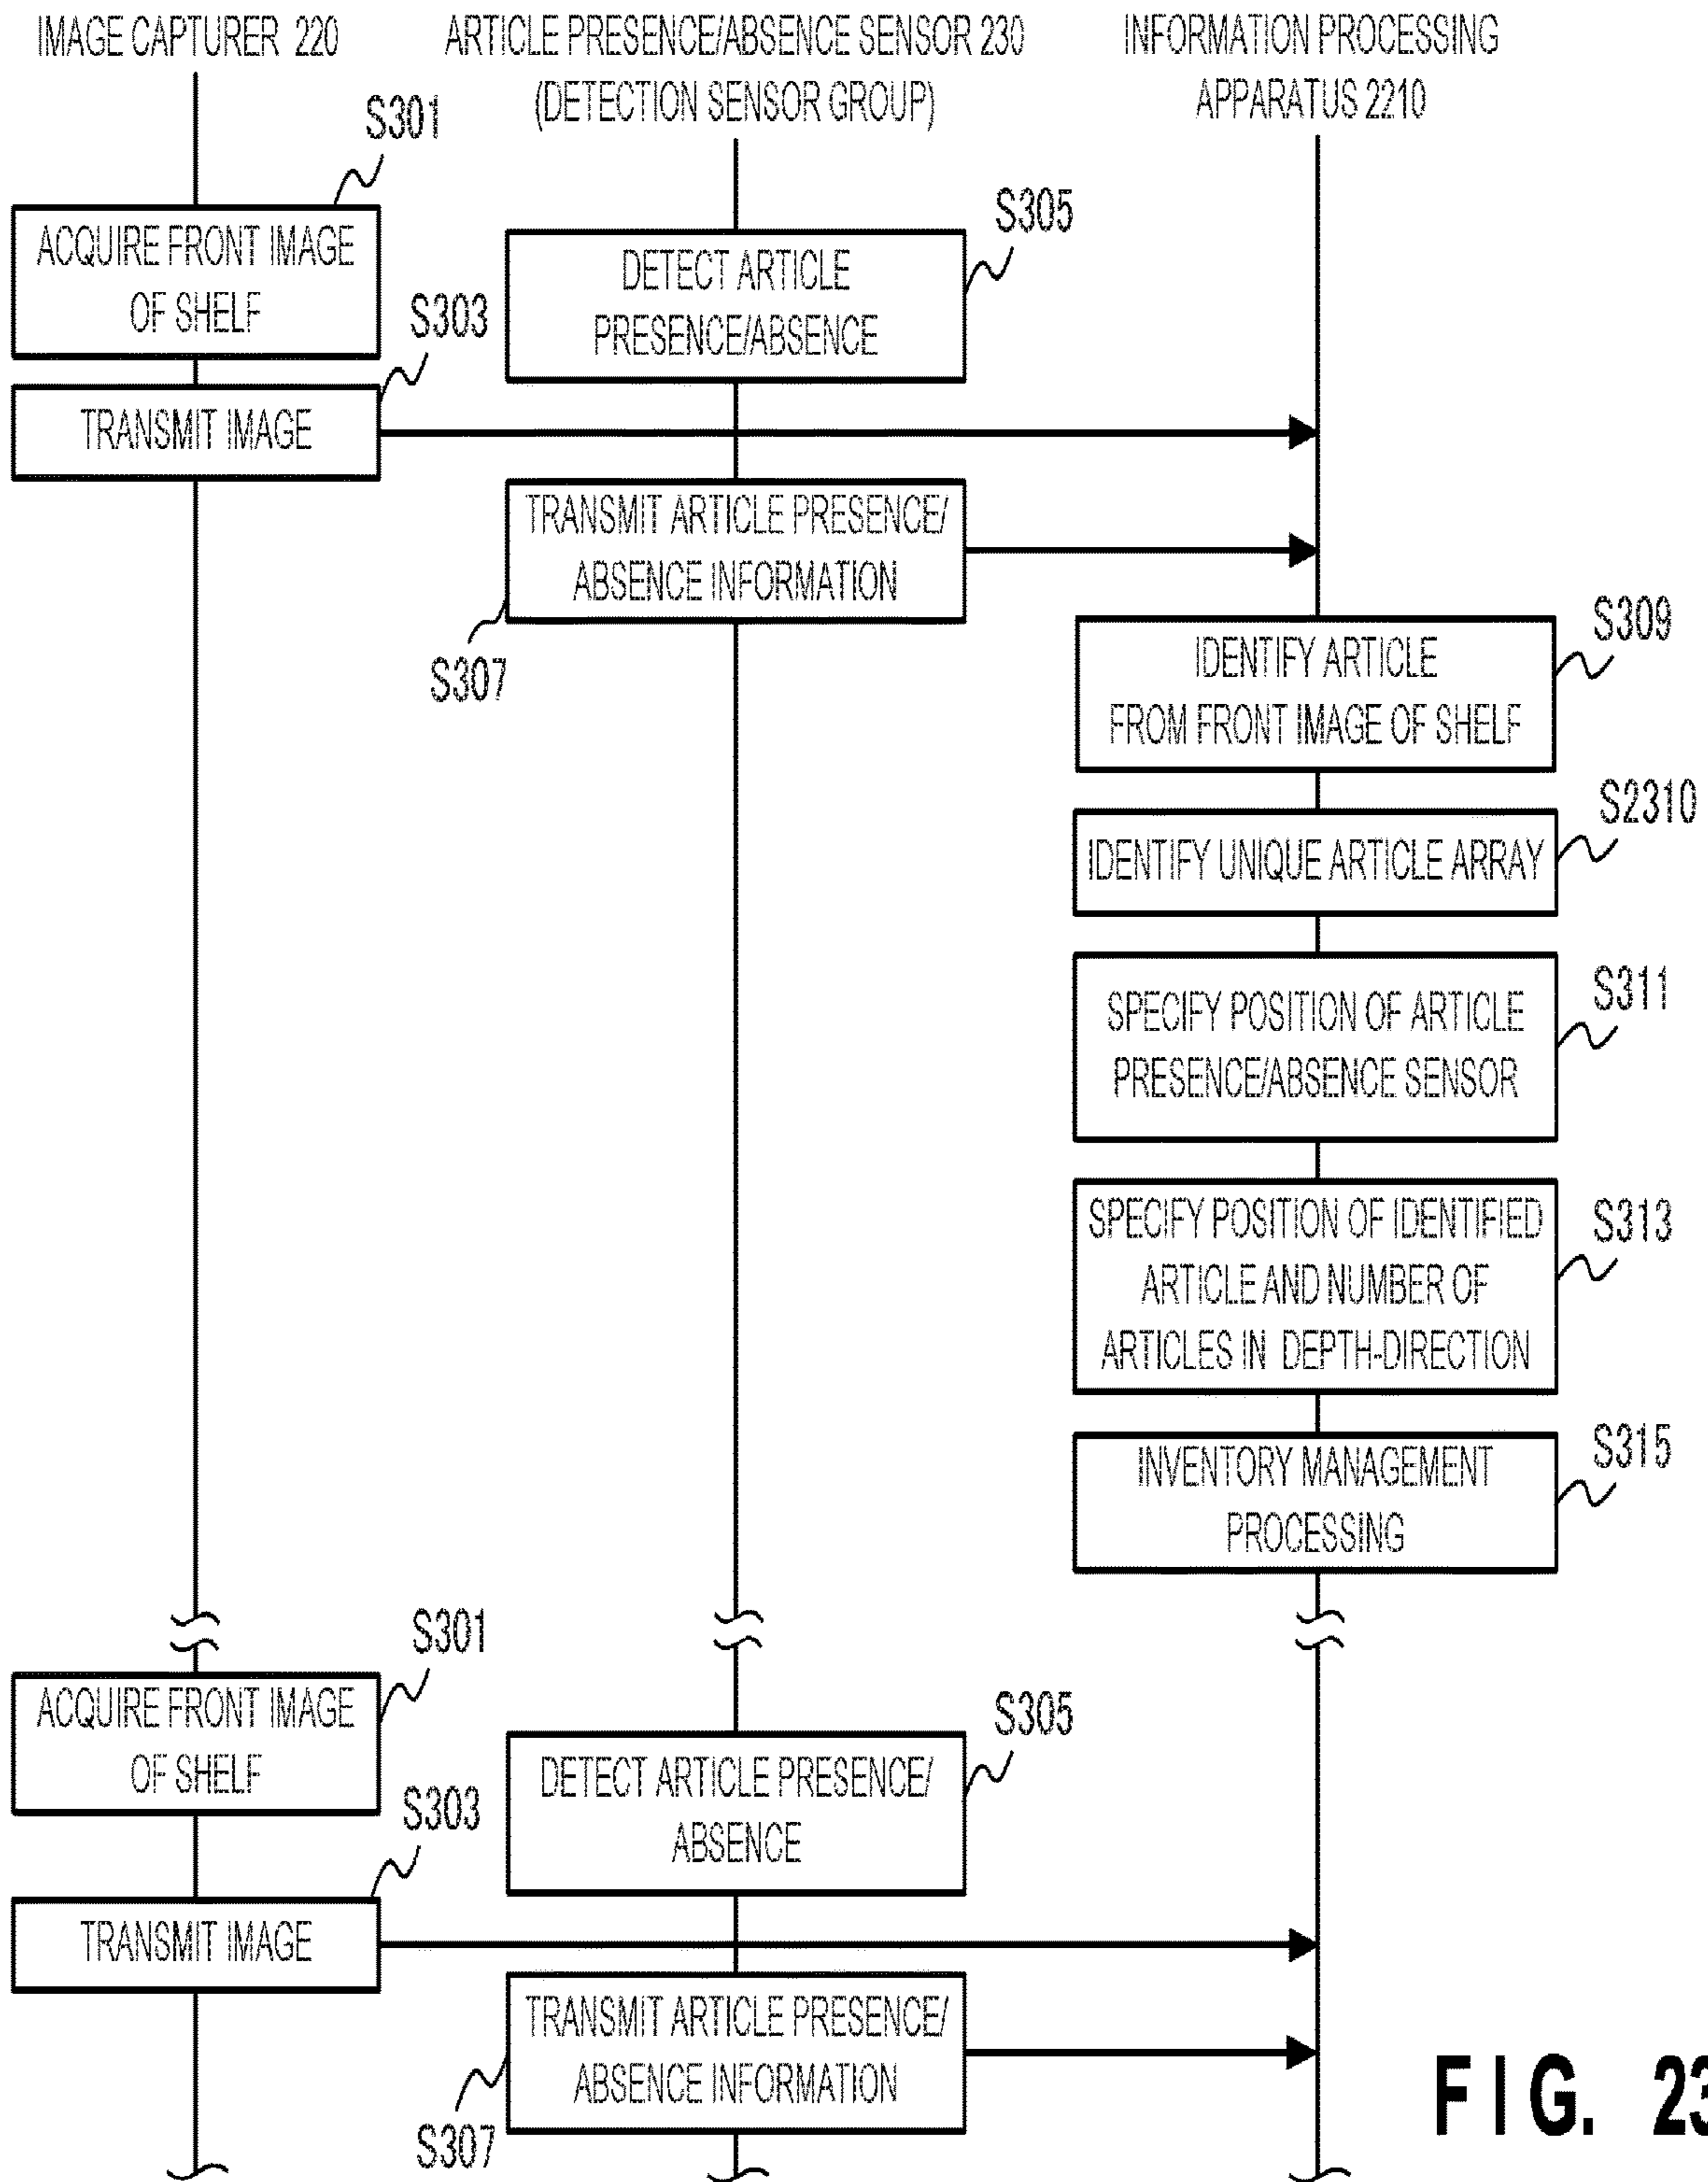 IMAGE CAPTURER 220
ARTICLE PRESENCE/ABSENCE SENSOR 230
(DETECTION SENSOR GROUP)
INFORMATION PROCESSING
APPARATUS 2210
S301
ACQUIRE FRONT IMAGE
OF SHELF
S305
DETECT ARTICLE
PRESENCE/ABSENCE
S303
TRANSMIT IMAGE
TRANSMIT ARTICLE PRESENCE/
ABSENCE INFORMATION
S307
S309
IDENTIFY ARTICLE
FROM FRONT IMAGE OF SHELF
S2310
IDENTIFY UNIQUE ARTICLE ARRAY
S311
SPECIFY POSITION OF ARTICLE
PRESENCE/ABSENCE SENSOR
S313
SPECIFY POSITION OF IDENTIFIED
ARTICLE AND NUMBER OF
ARTICLES IN DEPTH-DIRECTION
S315
INVENTORY MANAGEMENT
PROCESSING
S301
ACQUIRE FRONT IMAGE
OF SHELF
S305
DETECT ARTICLE PRESENCE/
ABSENCE
S303
TRANSMIT IMAGE
TRANSMIT ARTICLE PRESENCE/
ABSENCE INFORMATION
S307
FIG. 23